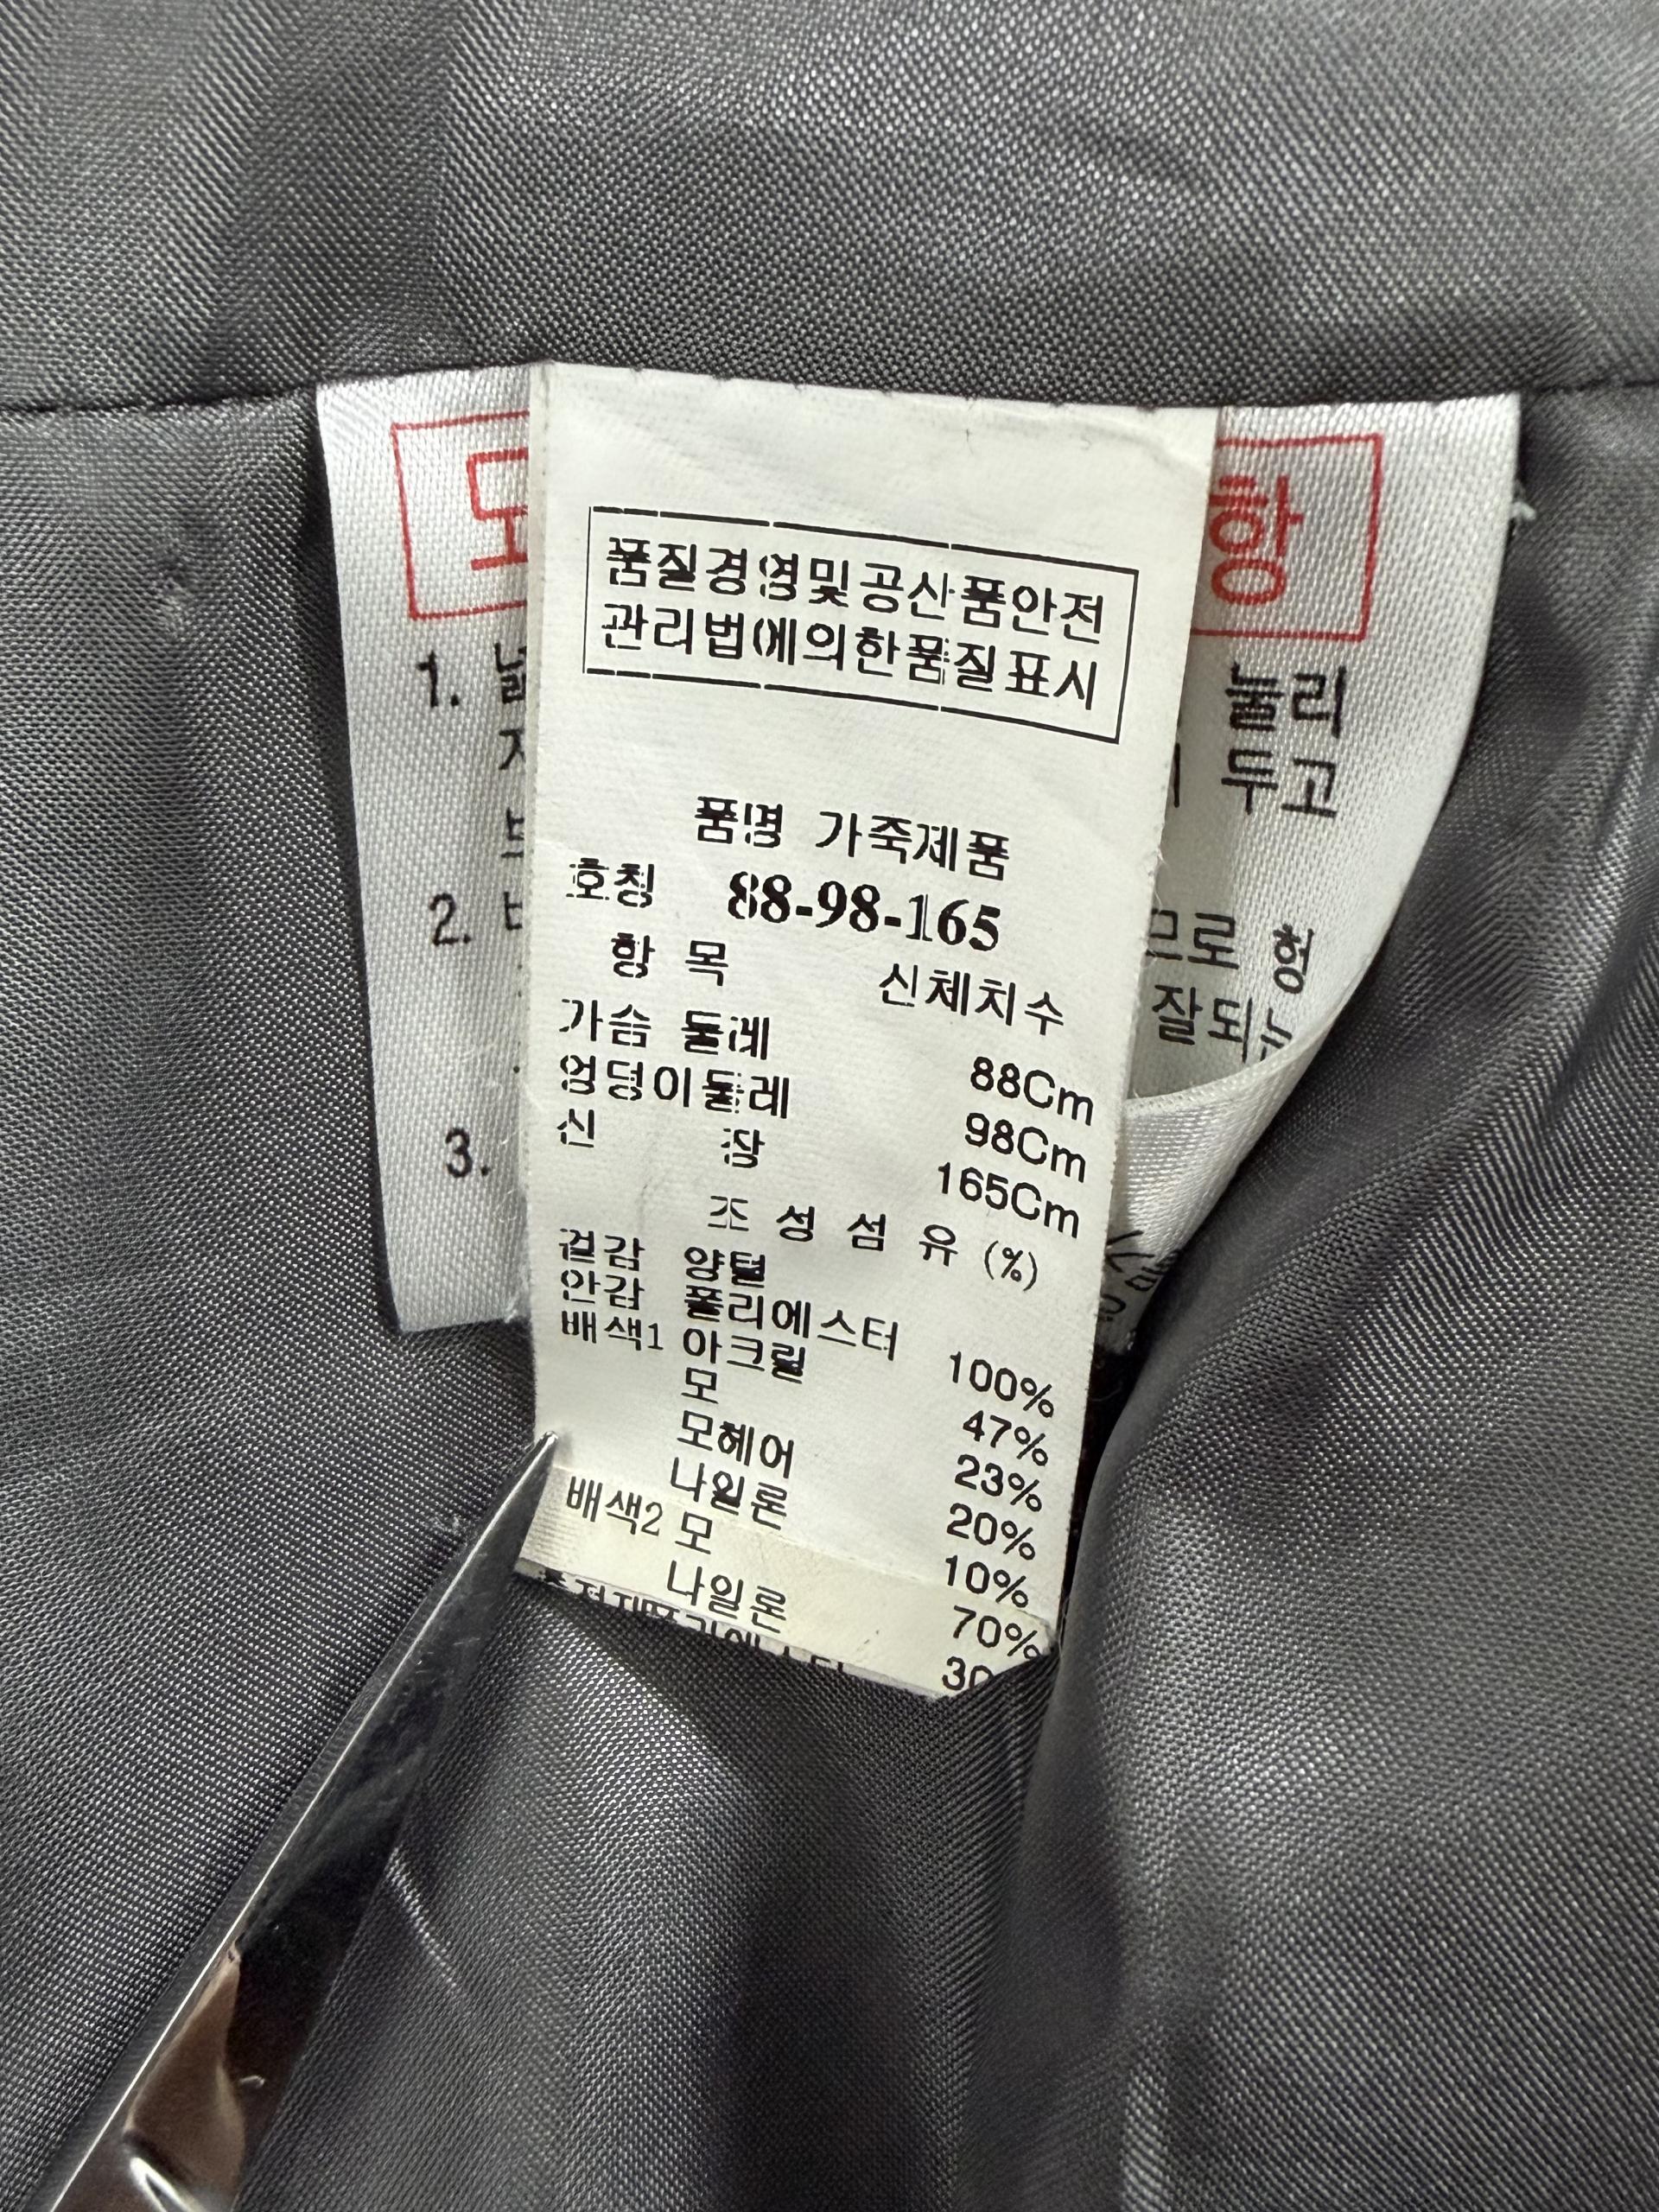 품질경영및공산품안전
관리법에의한품질표시
품명 가죽제품
호칭 88-98-165
항 목 신체치수
가슴 둘레 88Cm
엉덩이둘레 98Cm
신 장 165Cm
조 성 섬 유 (%)
겉감 양털
안감 폴리에스터 100%
배색1 아크릴 47%
모 23%
모헤어 20%
나일론 10%
배색2 모 70%
나일론
항
1.
눌리
두고
2.
므로 형
잘되
3.